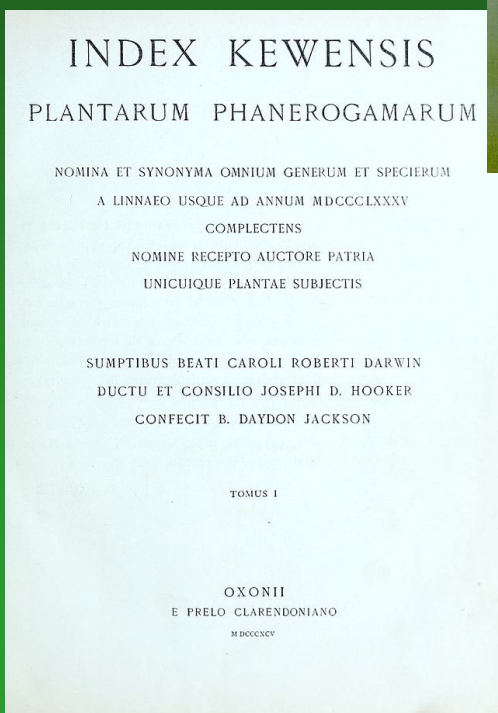 INDEX KEWENSIS
PLANTARUM PHANEROGAMARUM
NOMINA ET SYNONYMA OMNIUM GENERUM ET SPECIERUM
A LINNAEO USQUE AD ANNUM MDCCCLXXXV
COMPLECTENS
NOMINE RECEPTO AUCTORE PATRIA
UNICUIQUE PLANTAE SUBJECTIS
SUMPTIBUS BEATI CAROLI ROBERTI DARWIN
DUCTU ET CONSILIO JOSEPHI D. HOOKER
CONFECIT B. DAYDON JACKSON
TOMUS I
OXONII
E PRELO CLARENDONIANO
MDCCCXCV